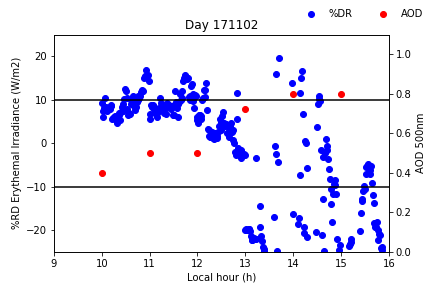 %DR AOD
Day 171102
%RD Erythemal Irradiance (W/m2)
20
10
0
−10
−20
1.0
0.8
0.6
0.4
0.2
0.0
AOD 500nm
9 10 11 12 13 14 15 16
Local hour (h)